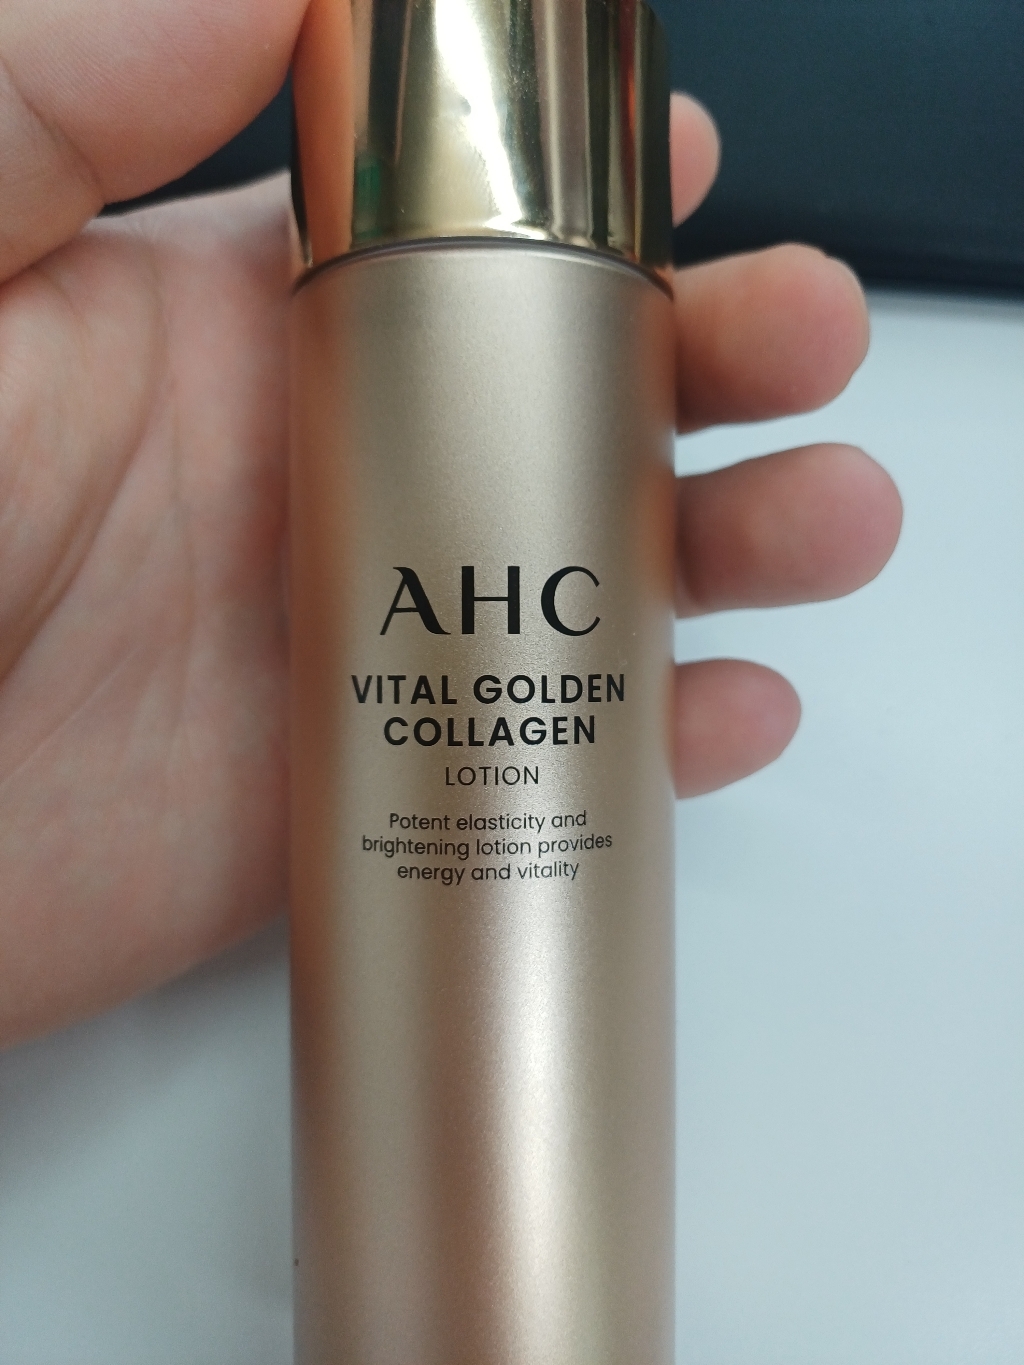 AHC
VITAL GOLDEN
COLLAGEN
LOTION
Potent elasticity and
brightening lotion provides
energy and vitality